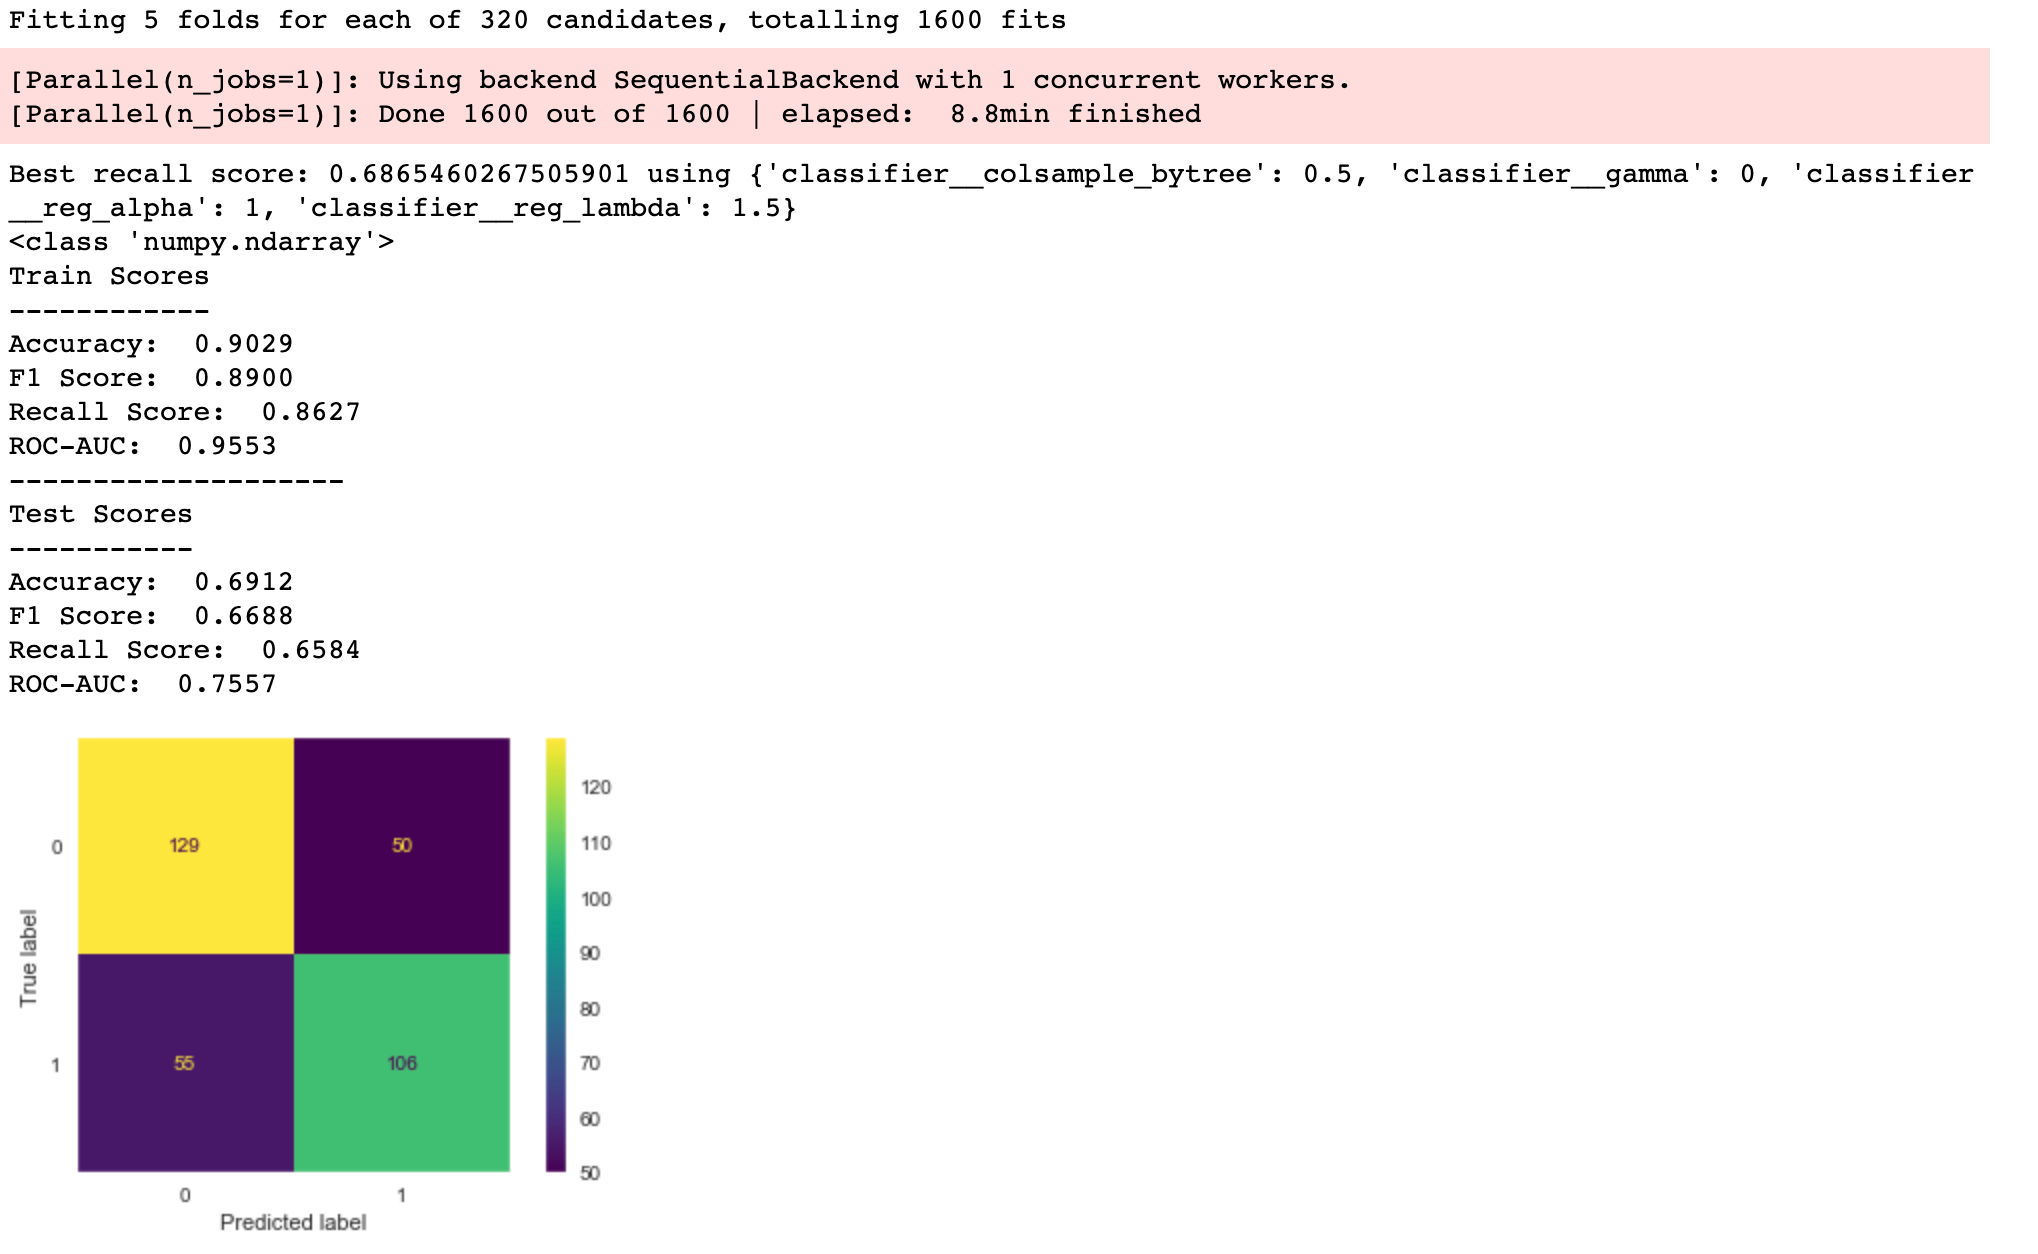 Fitting 5 folds for each of 320 candidates, totalling 1600 fits
[Parallel(n_jobs=1)]: Using backend SequentialBackend with 1 concurrent workers.
[Parallel(n_jobs=1)]: Done 1600 out of 1600 | elapsed:  8.8min finished
Best recall score: 0.6865460267505901 using {'classifier__colsample_bytree': 0.5, 'classifier__gamma': 0, 'classifier
__reg_alpha': 1, 'classifier__reg_lambda': 1.5}
<class 'numpy.ndarray'>
Train Scores
------------
Accuracy:  0.9029
F1 Score:  0.8900
Recall Score:  0.8627
ROC-AUC:  0.9553
--------------------
Test Scores
-----------
Accuracy:  0.6912
F1 Score:  0.6688
Recall Score:  0.6584
ROC-AUC:  0.7557
120
0 129 50 110
100
True label
90
80
1 55 106 70
60
50
0 1
Predicted label